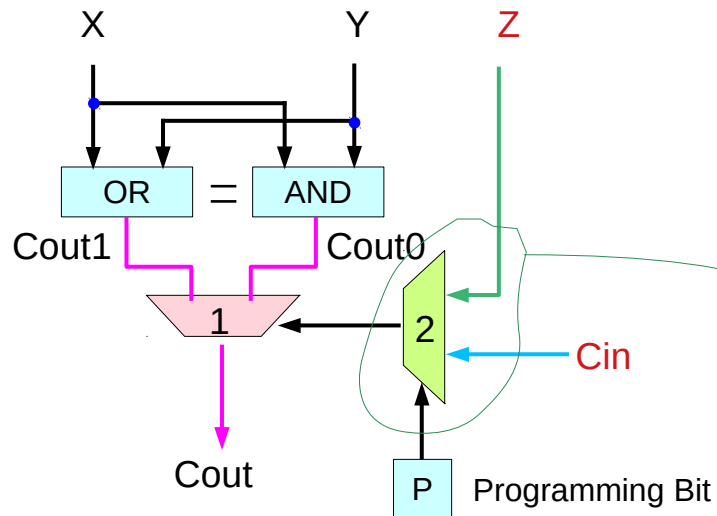 X Y Z
OR = AND
Cout1 Cout0
1 2
Cin
Cout
P Programming Bit